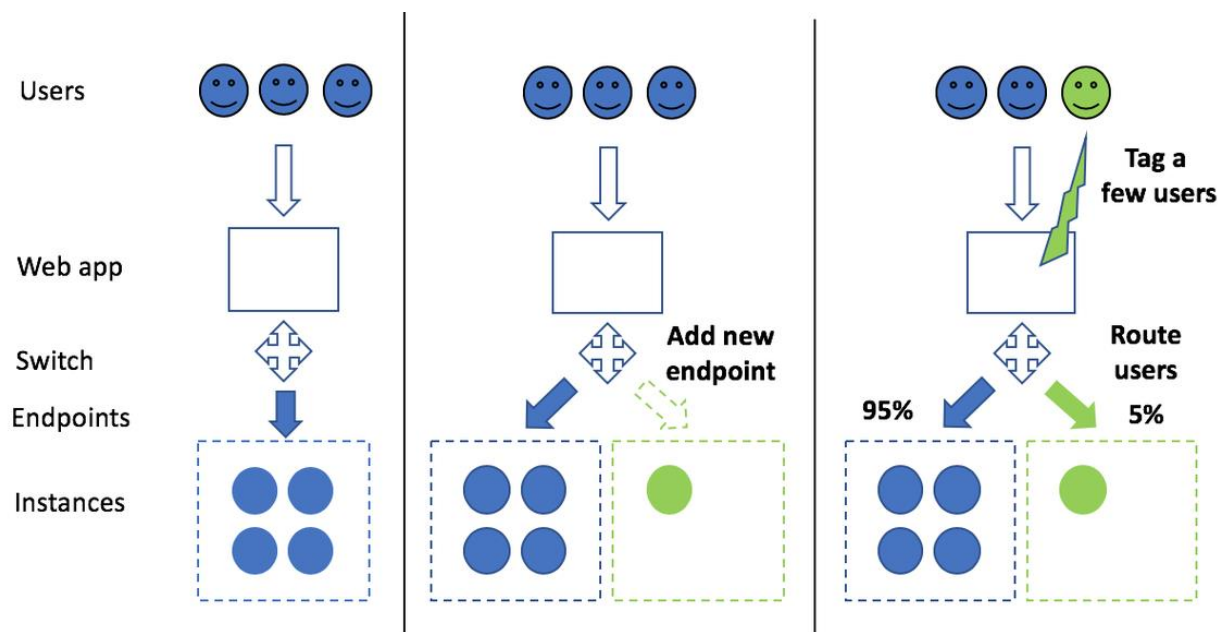 Users
Tag a
few users
Web app
Add new
endpoint
Route
users
Switch
Endpoints
95%
5%
Instances